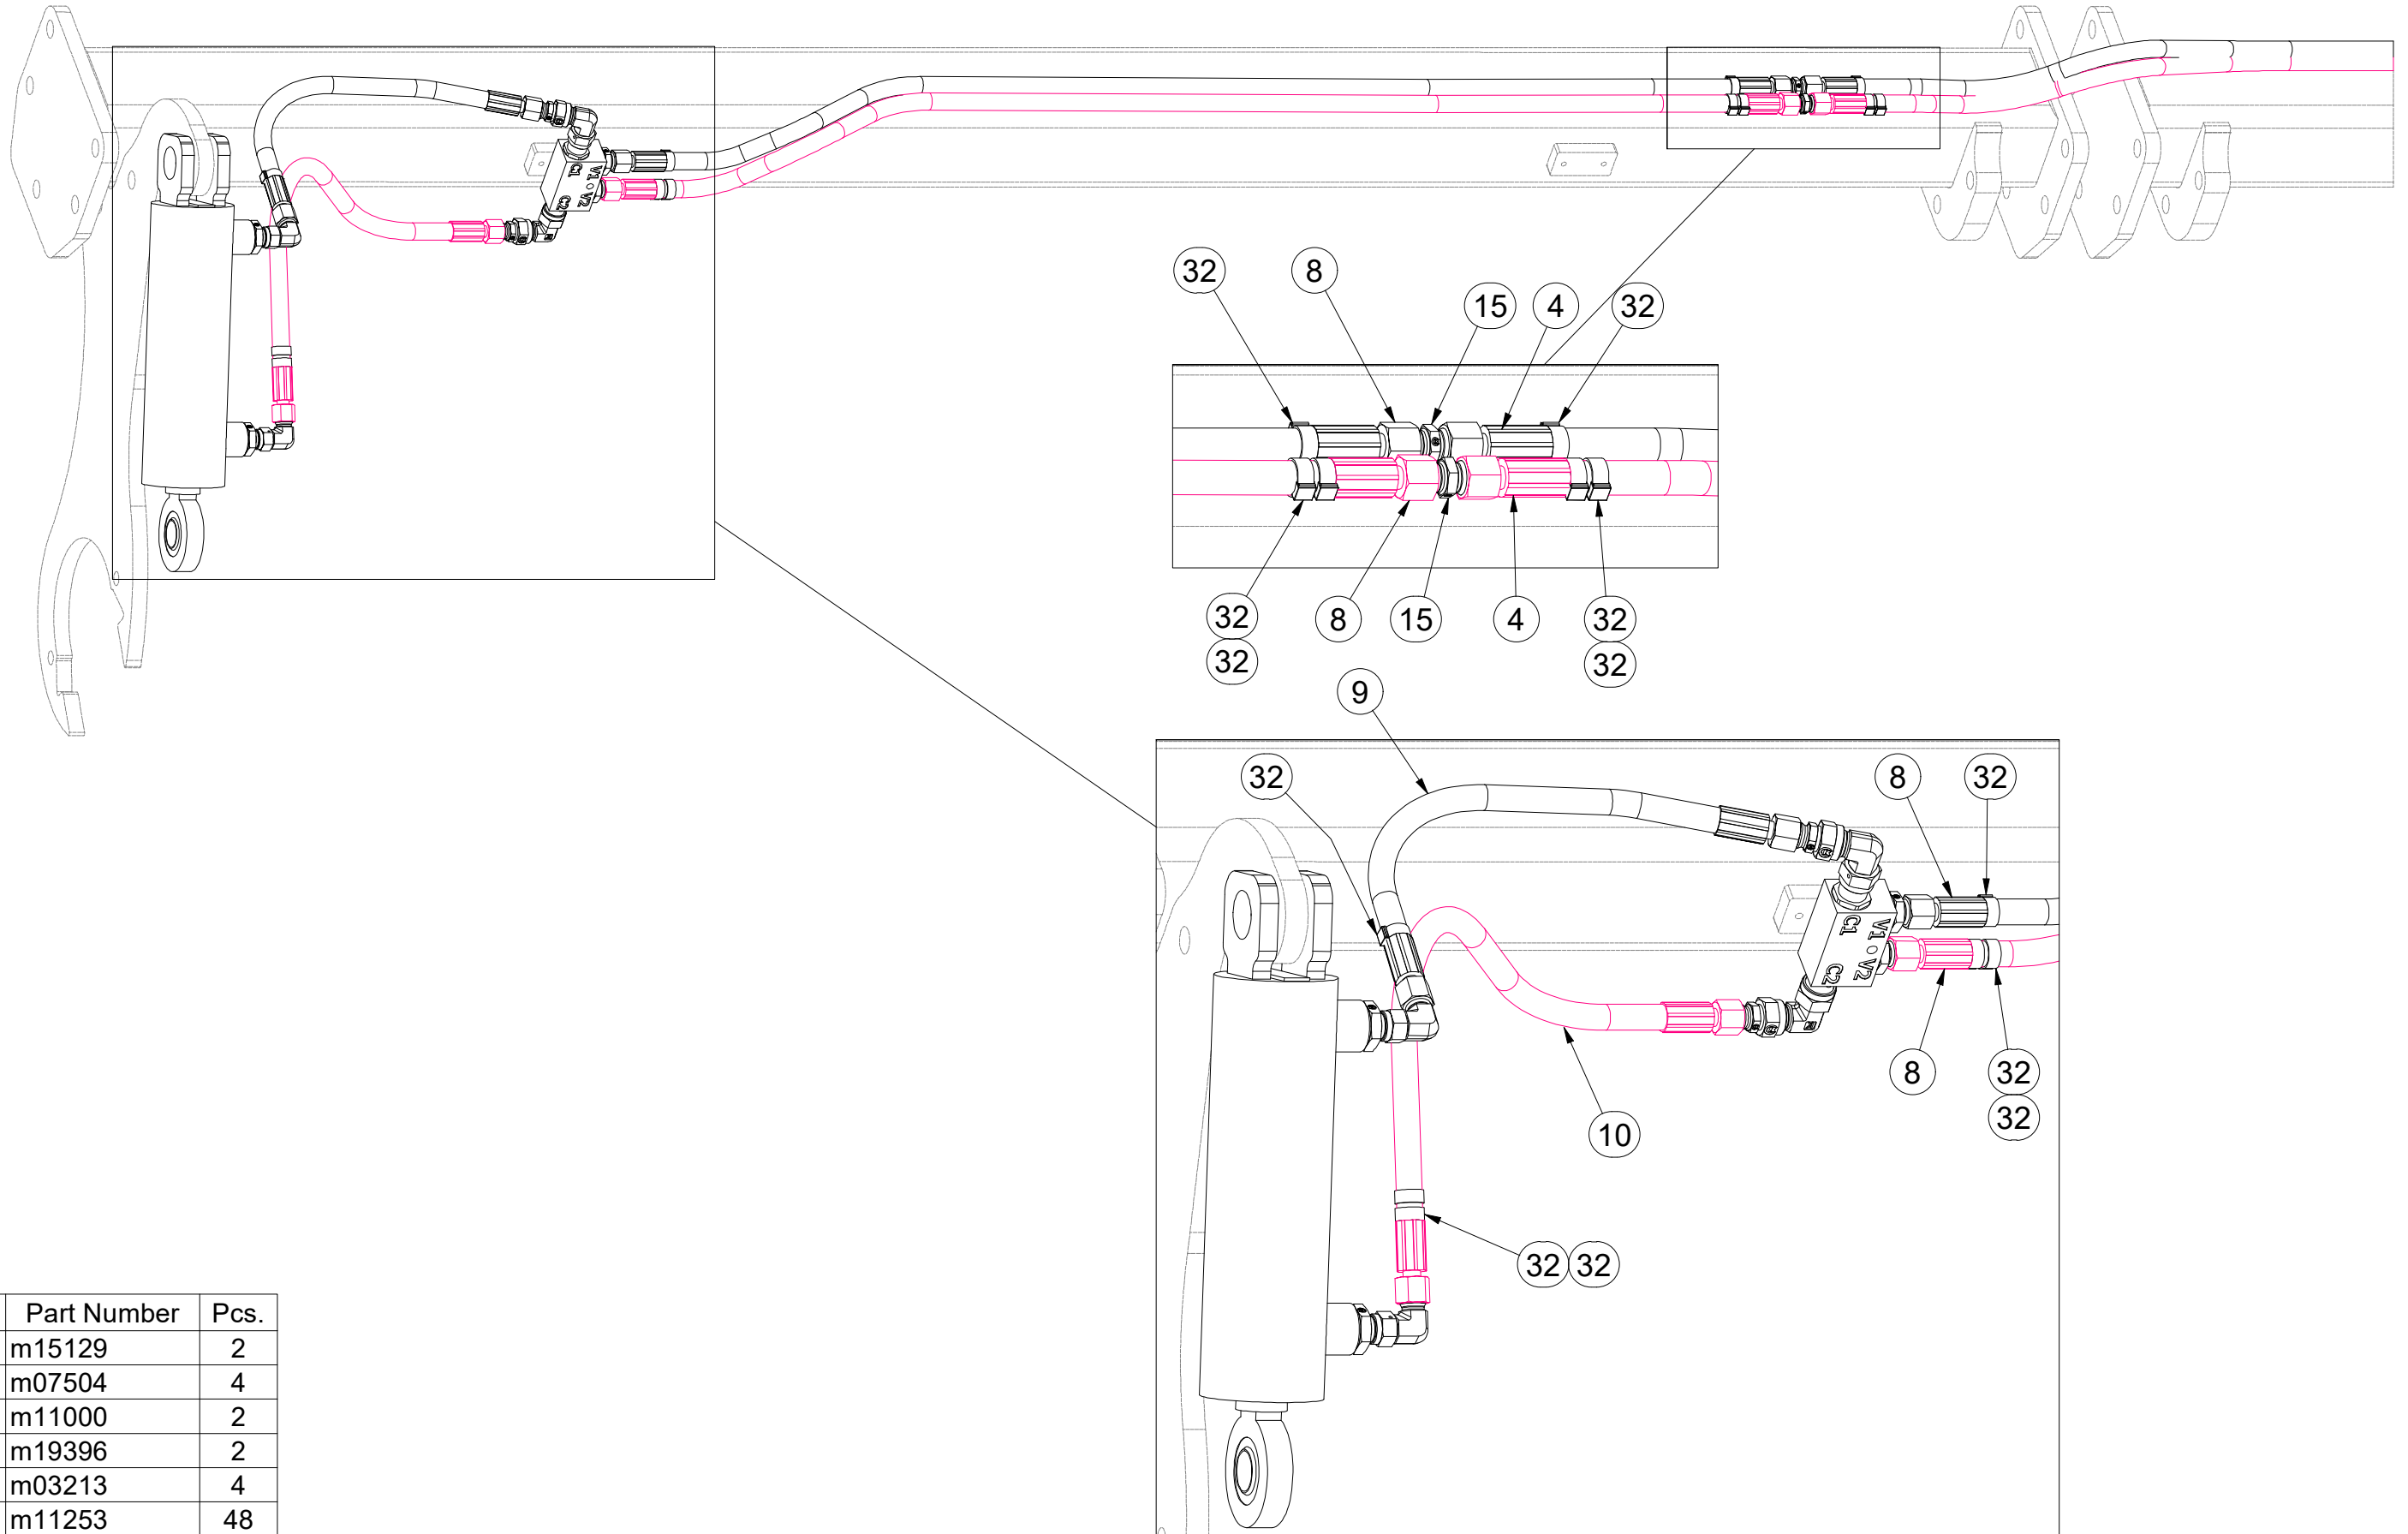 C1 V1 V2 C2
32 8 15 4 32
32 8 15 4 32
32 32
9
32 8 32
C1 V1 V2 C2
8 32
32
10
32 32
Part Number Pcs.
m15129 2
m07504 4
m11000 2
m19396 2
m03213 4
m11253 48